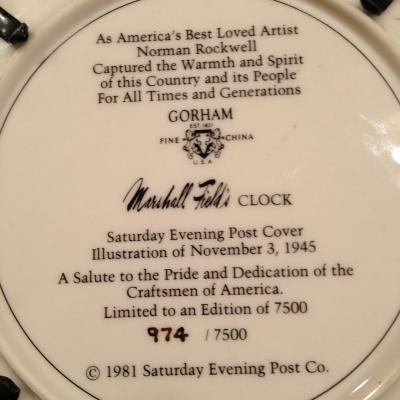 As America's Best Loved Artist
Norman Rockwell
Captured the Warmth and Spirit
of this Country and its People
For All Times and Generations
GORHAM
EST. 1831
FINE CHINA
U.S.A
Marshall Field's CLOCK
Saturday Evening Post Cover
Illustration of November 3, 1945
A Salute to the Pride and Dedication of the
Craftsmen of America.
Limited to an Edition of 7500
974 / 7500
© 1981 Saturday Evening Post Co.